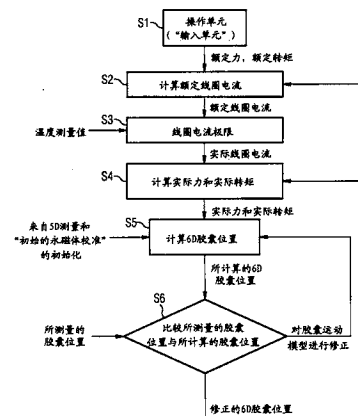 S1
操作单元
(“输入单元”)
额定力, 额定转矩
S2
计算额定线圈电流
额定线圈电流
S3
温度测量值
线圈电流极限
实际线圈电流
S4
计算实际力和实际转矩
实际力和实际转矩
来自5D测量和
“初始的永磁体校准”
的初始化
S5
计算6D胶囊位置
所计算的6D
胶囊位置
S6
所测量的
胶囊位置
比较所测量的胶囊
位置与所计算的胶囊位置
对胶囊运动
模型进行修正
修正的6D胶囊位置